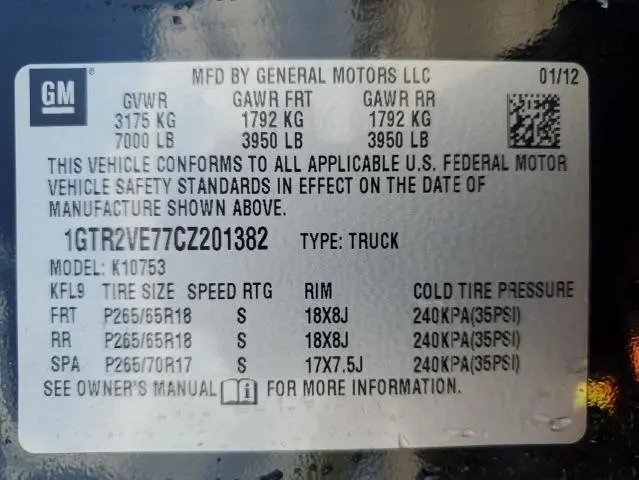 GM
MFD BY GENERAL MOTORS LLC 01/12
GVWR GAWR FRT GAWR RR
3175 KG 1792 KG 1792 KG
7000 LB 3950 LB 3950 LB
THIS VEHICLE CONFORMS TO ALL APPLICABLE U.S. FEDERAL MOTOR
VEHICLE SAFETY STANDARDS IN EFFECT ON THE DATE OF
MANUFACTURE SHOWN ABOVE.
1GTR2VE77CZ201382 TYPE: TRUCK
MODEL: K10753
KFL9 TIRE SIZE SPEED RTG RIM COLD TIRE PRESSURE
FRT P265/65R18 S 18X8J 240KPA(35PSI)
RR P265/65R18 S 18X8J 240KPA(35PSI)
SPA P265/70R17 S 17X7.5J 240KPA(35PSI)
SEE OWNER'S MANUAL i FOR MORE INFORMATION.